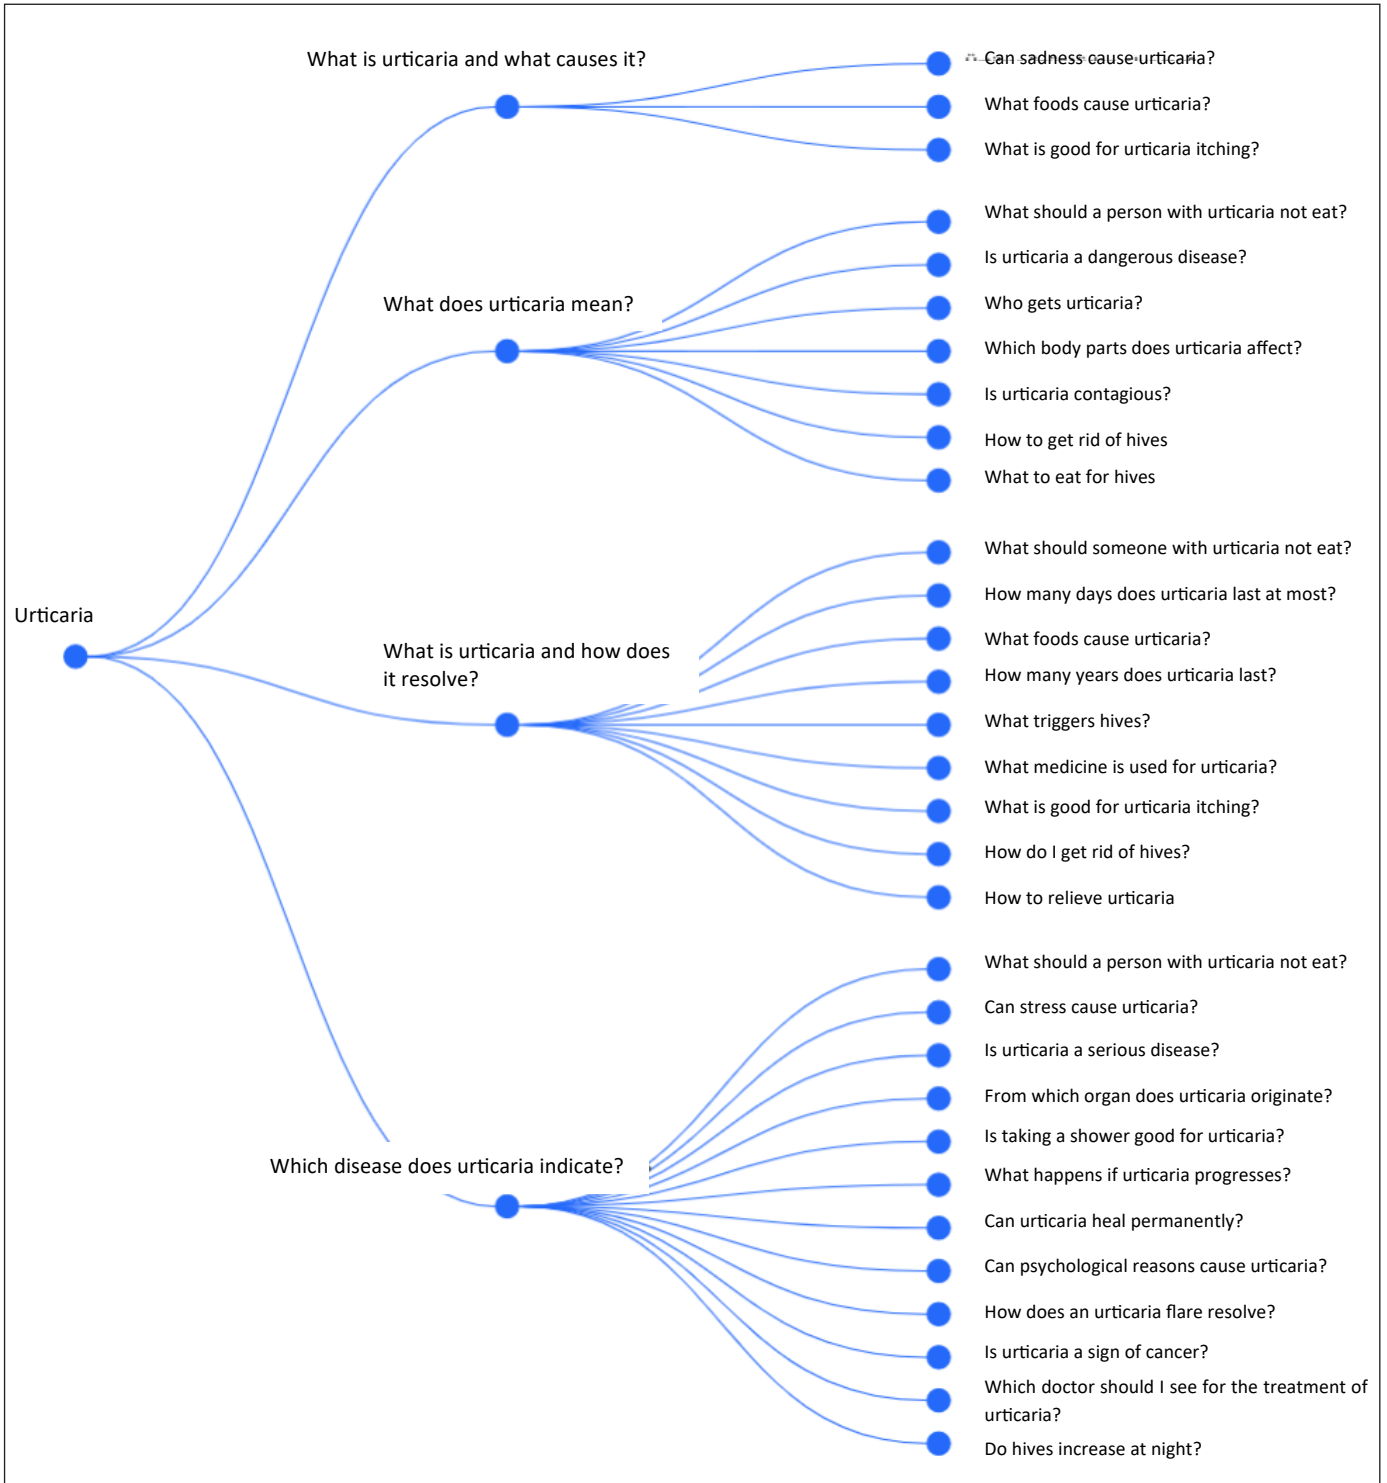 What is urticaria and what causes it?
Can sadness cause urticaria?
What foods cause urticaria?
What is good for urticaria itching?
What does urticaria mean?
What should a person with urticaria not eat?
Is urticaria a dangerous disease?
Who gets urticaria?
Which body parts does urticaria affect?
Is urticaria contagious?
How to get rid of hives
What to eat for hives
Urticaria
What is urticaria and how does
it resolve?
What should someone with urticaria not eat?
How many days does urticaria last at most?
What foods cause urticaria?
How many years does urticaria last?
What triggers hives?
What medicine is used for urticaria?
What is good for urticaria itching?
How do I get rid of hives?
How to relieve urticaria
Which disease does urticaria indicate?
What should a person with urticaria not eat?
Can stress cause urticaria?
Is urticaria a serious disease?
From which organ does urticaria originate?
Is taking a shower good for urticaria?
What happens if urticaria progresses?
Can urticaria heal permanently?
Can psychological reasons cause urticaria?
How does an urticaria flare resolve?
Is urticaria a sign of cancer?
Which doctor should I see for the treatment of
urticaria?
Do hives increase at night?